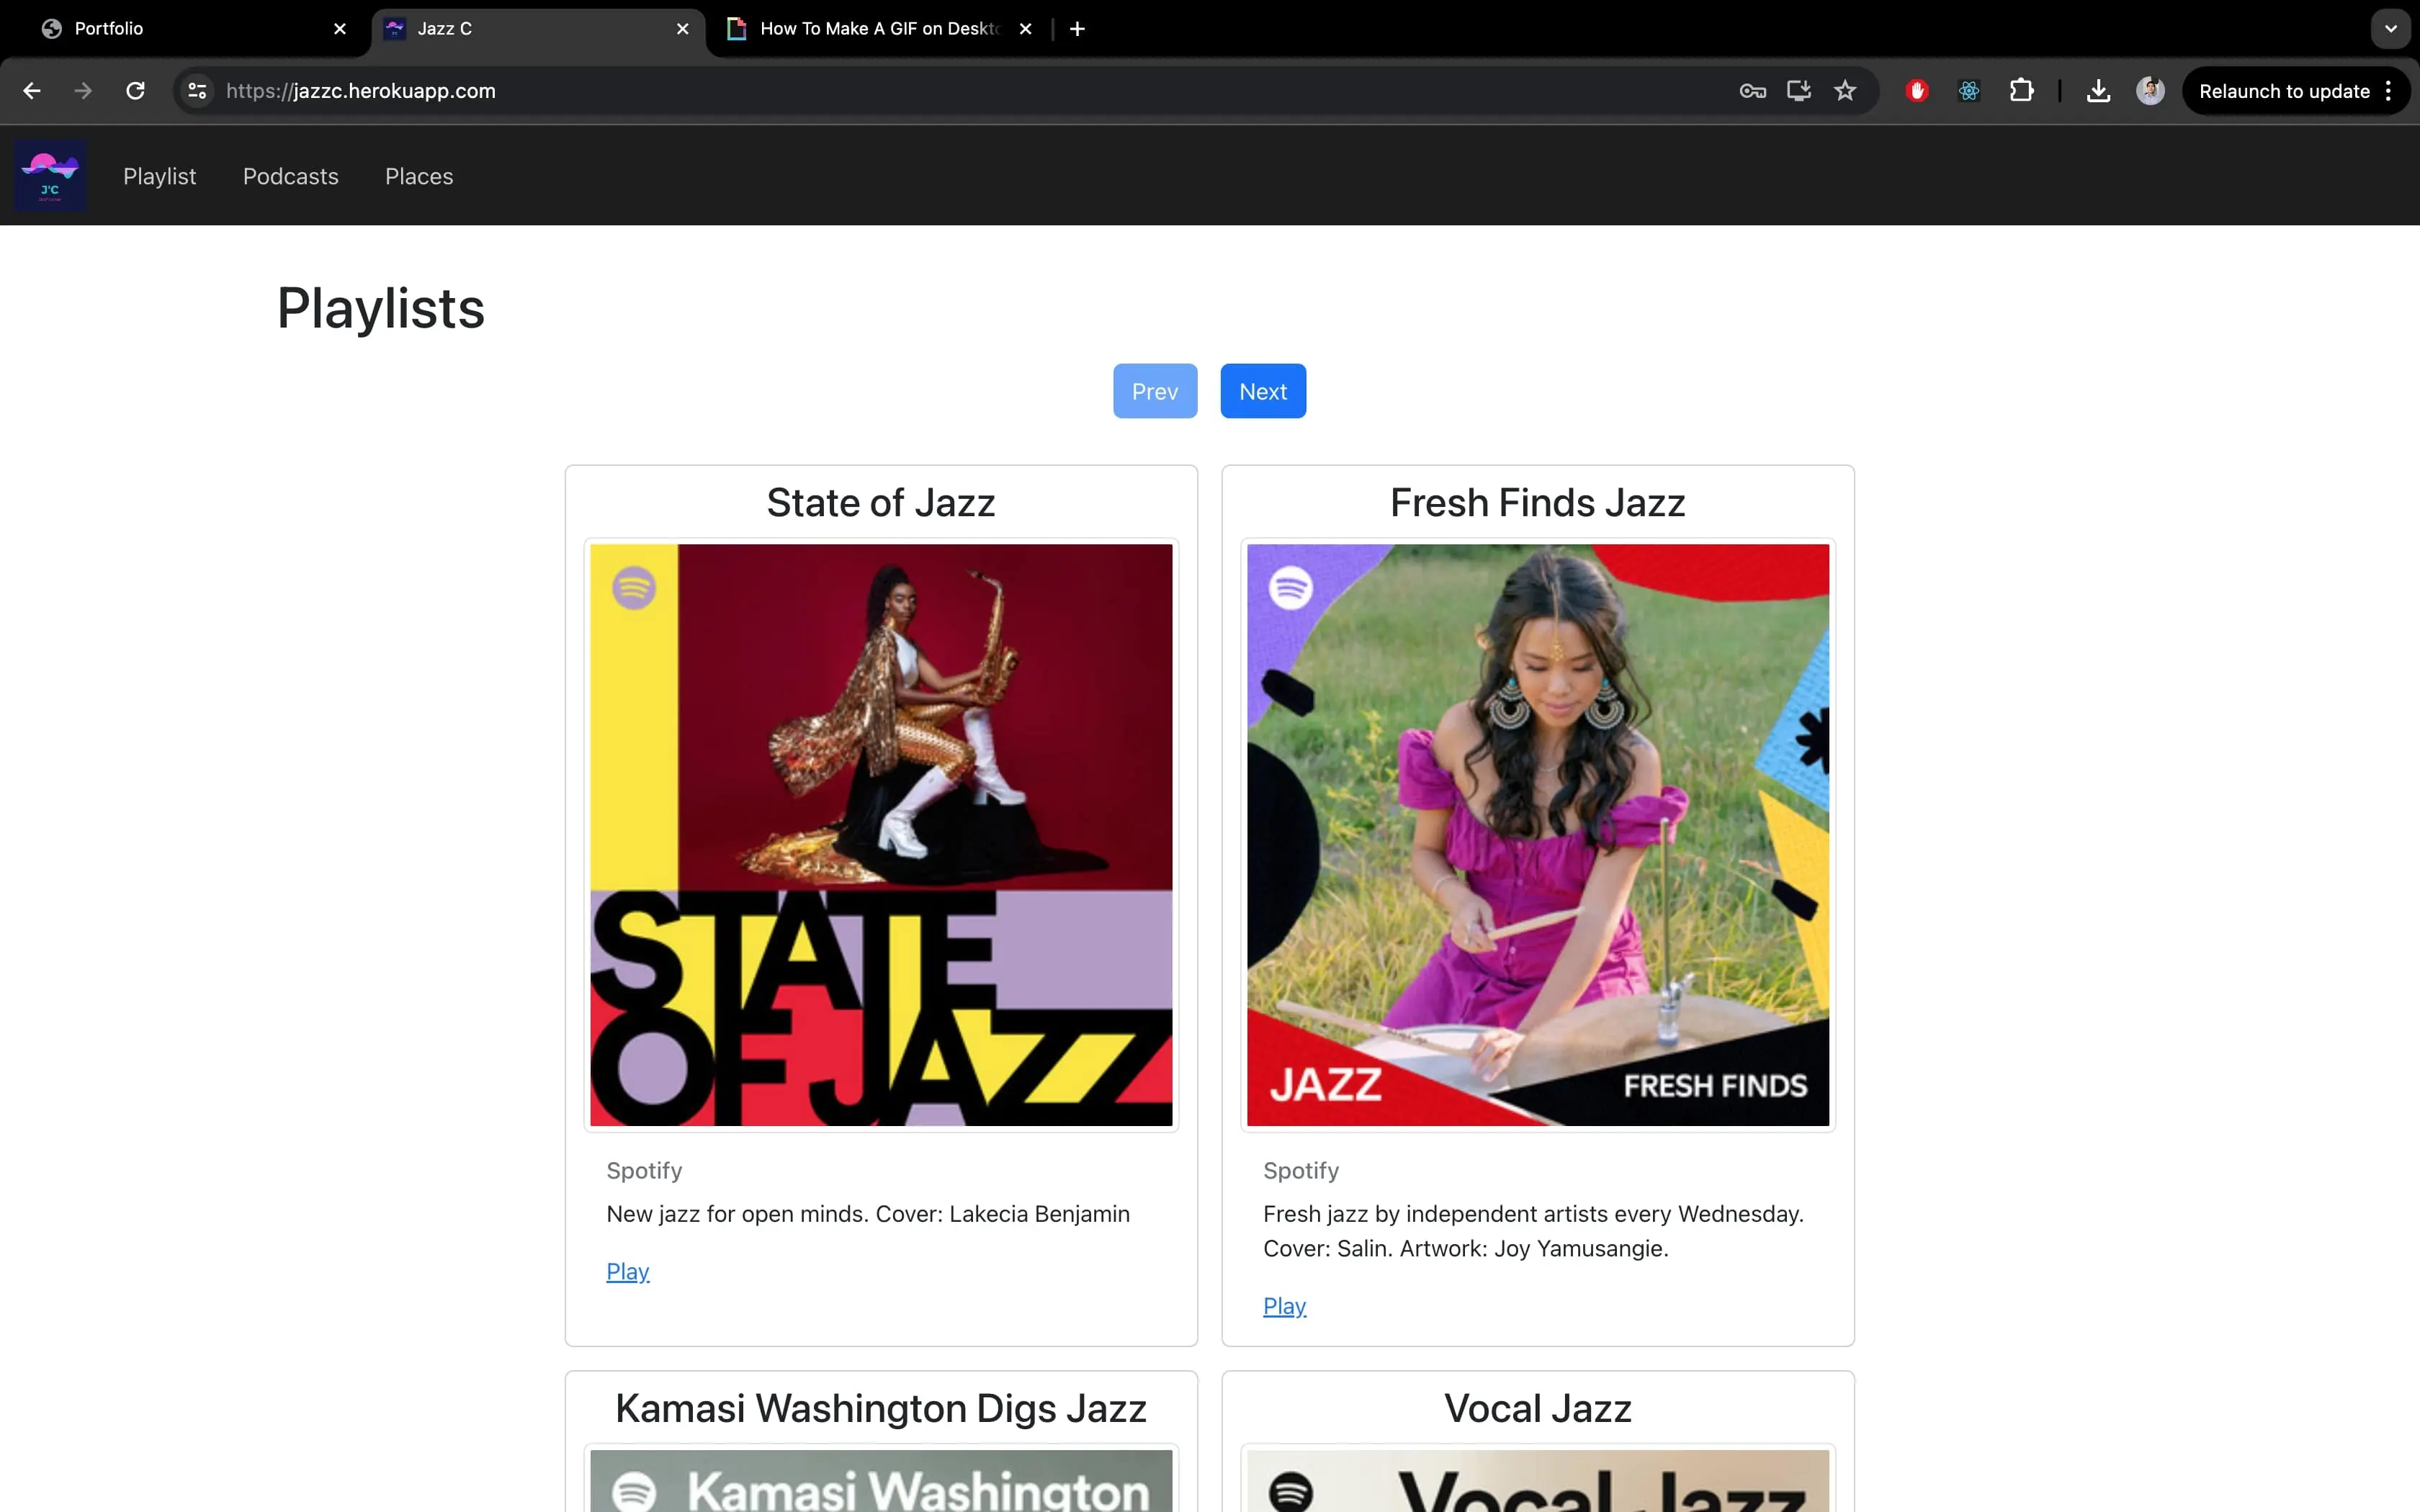 Portfolio
Jazz C
How To Make A GIF on Deskto
https://jazzc.herokuapp.com
Relaunch to update
J'C
Playlist
Podcasts
Places
Playlists
Prev
Next
State of Jazz
STATE
OF JAZZ
Spotify
New jazz for open minds. Cover: Lakecia Benjamin
Play
Fresh Finds Jazz
JAZZ
FRESH FINDS
Spotify
Fresh jazz by independent artists every Wednesday.
Cover: Salin. Artwork: Joy Yamusangie.
Play
Kamasi Washington Digs Jazz
Kamasi Washington
Vocal Jazz
Vocal Jazz